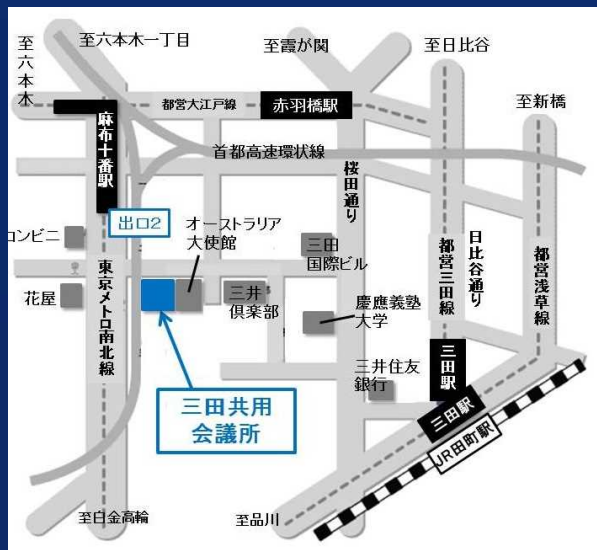 至六本木
至六本木一丁目
至霞が関
至日比谷
至新橋
都営大江戸線
赤羽橋駅
麻布十番駅
首都高速環状線
桜田通り
出口2
コンビニ
オーストラリア
大使館
三田
国際ビル
日比谷通り
都営三田線
都営浅草線
東京メトロ南北線
花屋
三井
倶楽部
慶應義塾
大学
三井住友
銀行
三田駅
三田共用
会議所
三田駅
JR田町駅
至白金高輪
至品川